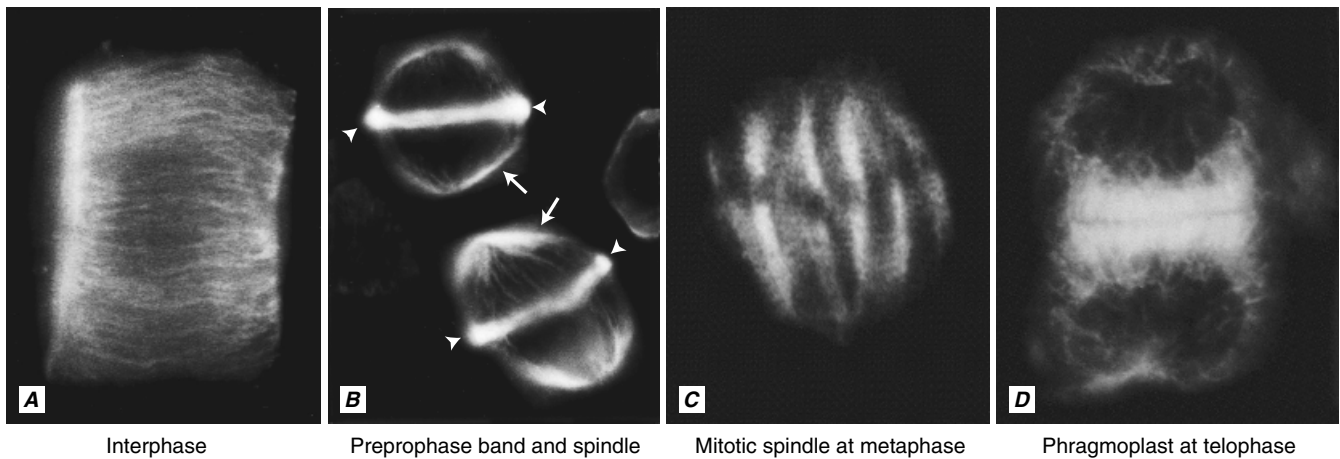 A
B
C
D
Interphase
Preprophase band and spindle
Mitotic spindle at metaphase
Phragmoplast at telophase